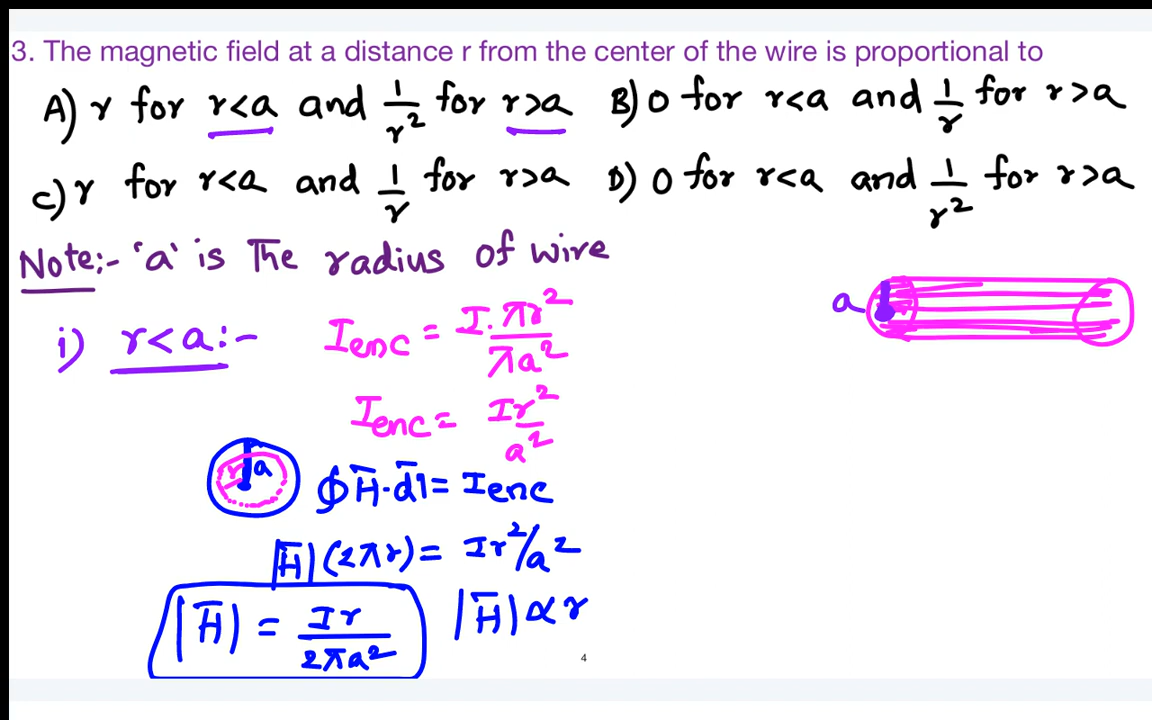 3. The magnetic field at a distance r from the center of the wire is proportional to
A) r for r<a and 1/r² for r>a B) 0 for r<a and 1/r for r>a
C) r for r<a and 1/r for r>a D) 0 for r<a and 1/r² for r>a
Note:- 'a' is The radius of wire
a
i) r<a:- Ienc = I.πr²/πa²
Ienc = Ir²/a²
r a
∮H̄·dl̄ = Ienc
|H̄|(2πr) = Ir²/a²
|H̄| = Ir/2πa² |H̄| ∝ r
4